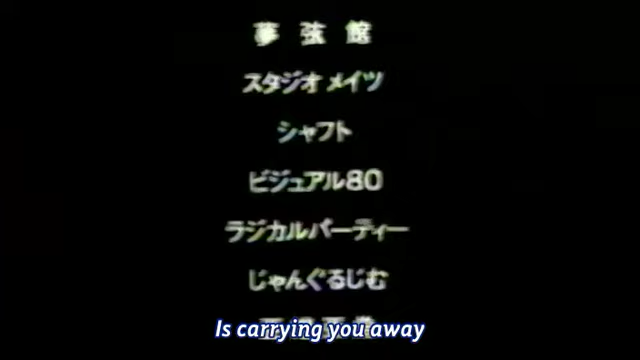 夢弦館
スタジオメイツ
シャフト
ビジュアル80
ラジカルパーティー
じゃんぐるじむ
Is carrying you away